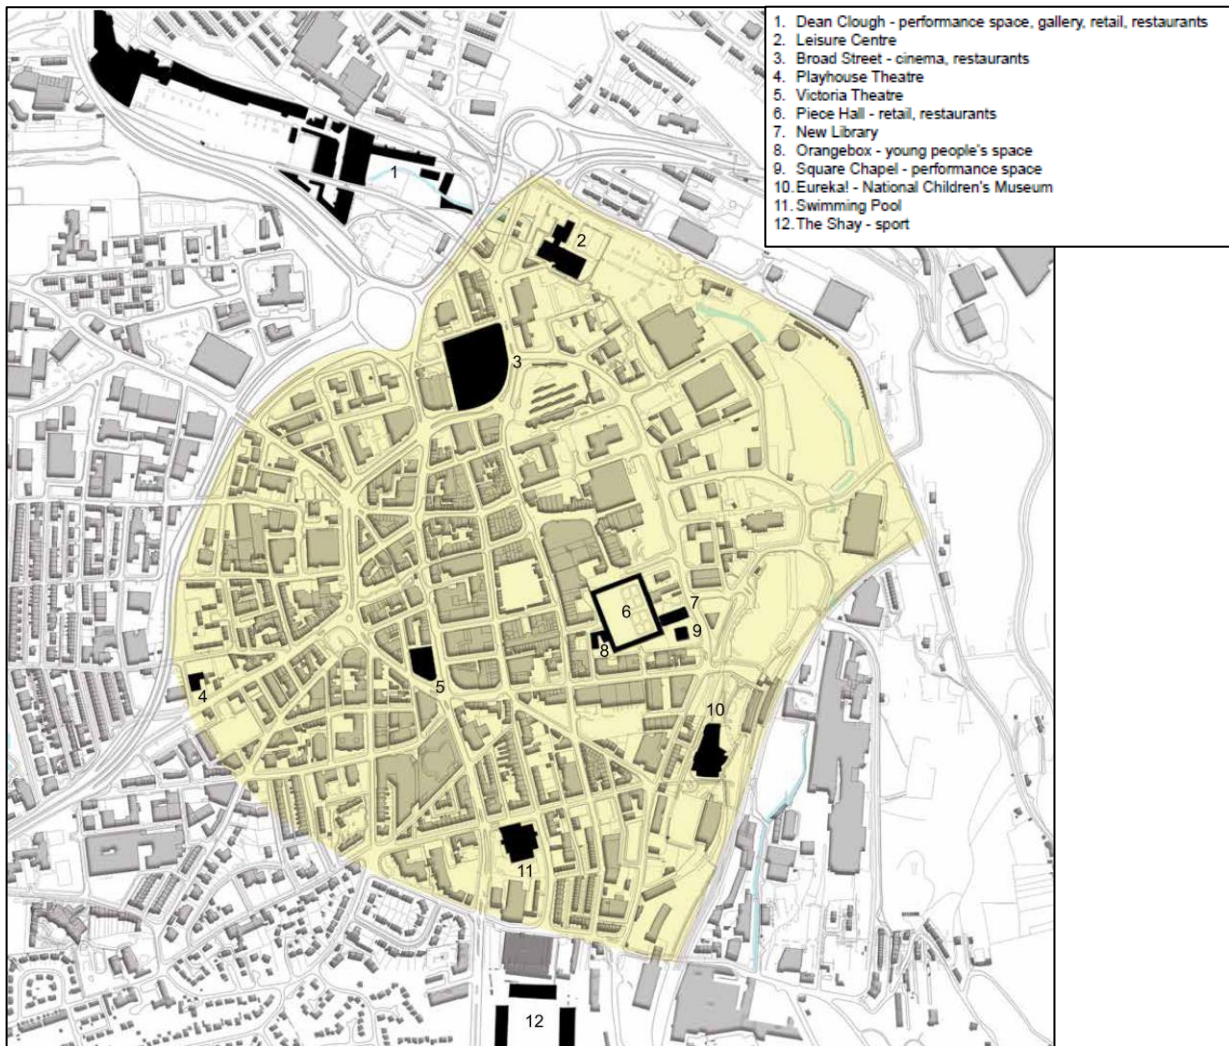 1. Dean Clough - performance space, gallery, retail, restaurants
2. Leisure Centre
3. Broad Street - cinema, restaurants
4. Playhouse Theatre
5. Victoria Theatre
6. Piece Hall - retail, restaurants
7. New Library
8. Orangebox - young people's space
9. Square Chapel - performance space
10. Eureka! - National Children's Museum
11. Swimming Pool
12. The Shay - sport
1
2
3
6
7
9
8
4
5
10
11
12